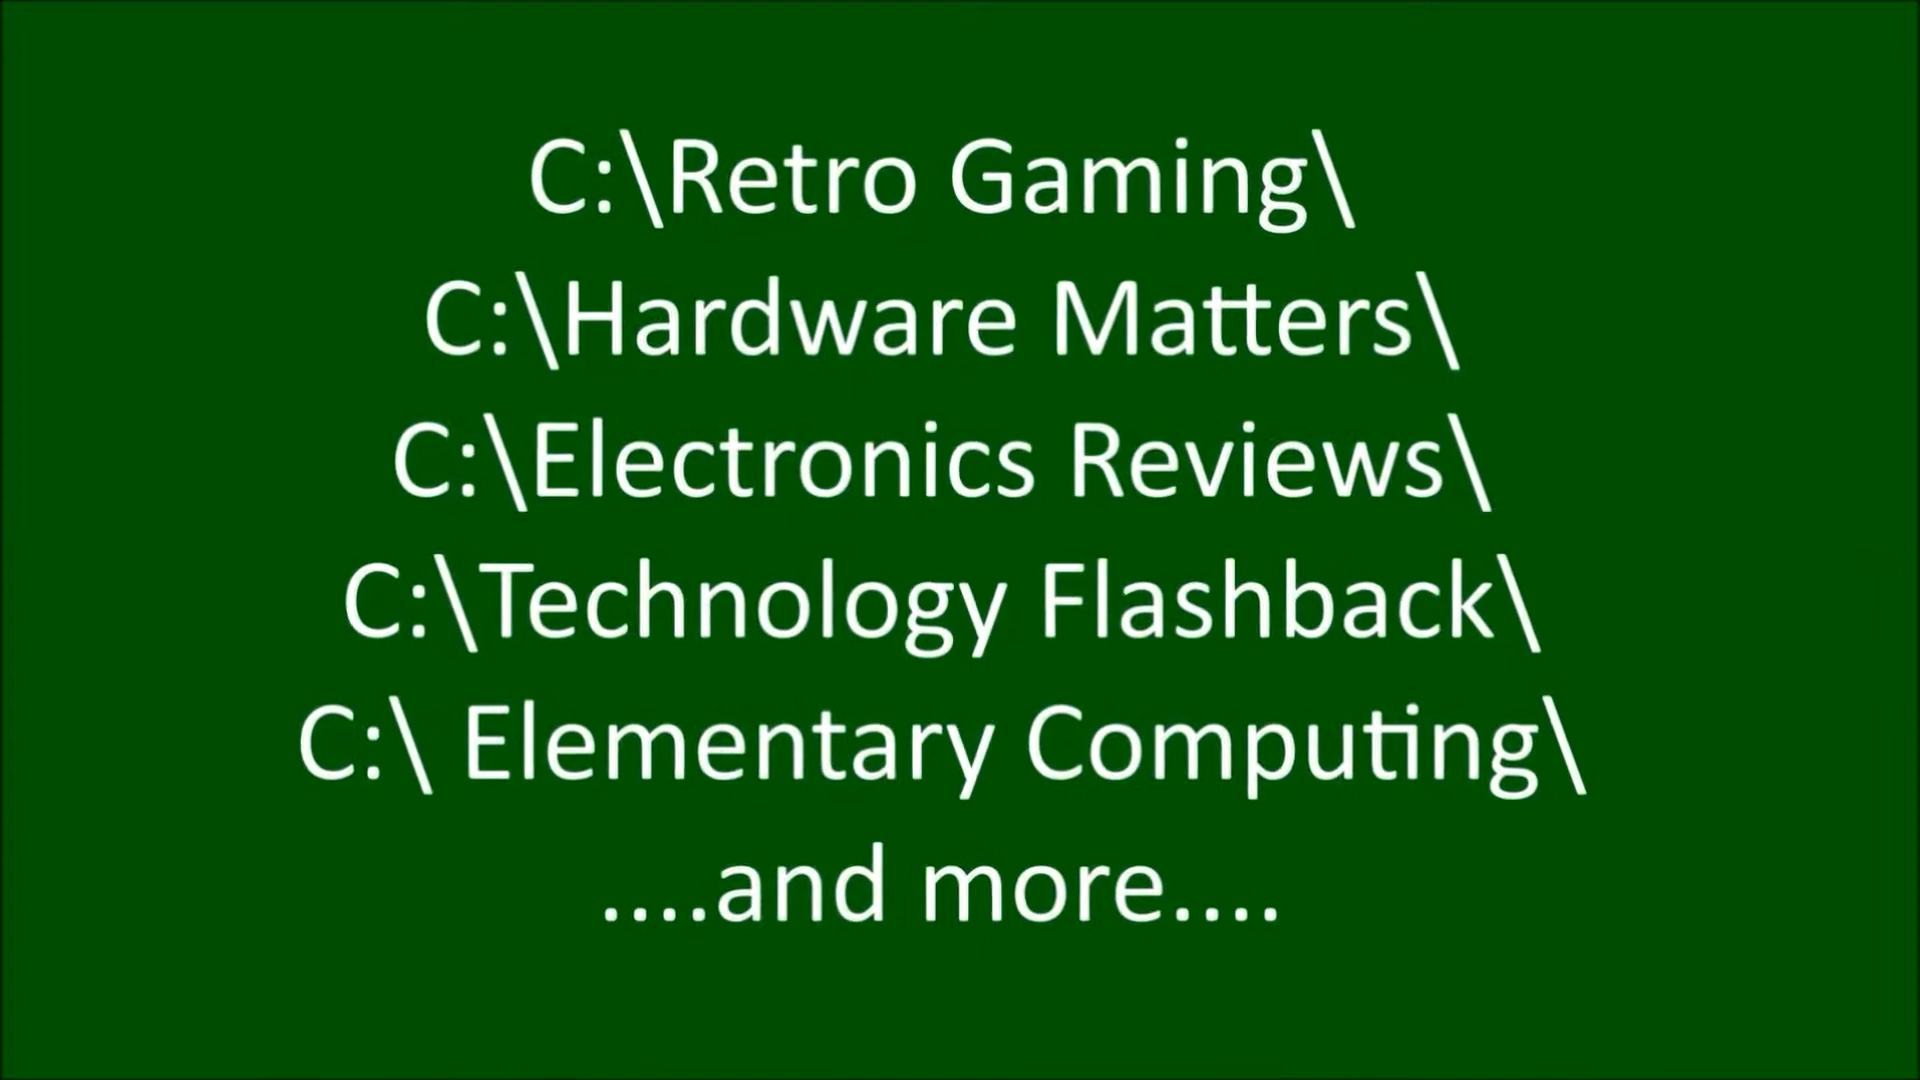 C:\Retro Gaming\
C:\Hardware Matters\
C:\Electronics Reviews\
C:\Technology Flashback\
C:\ Elementary Computing\
....and more....